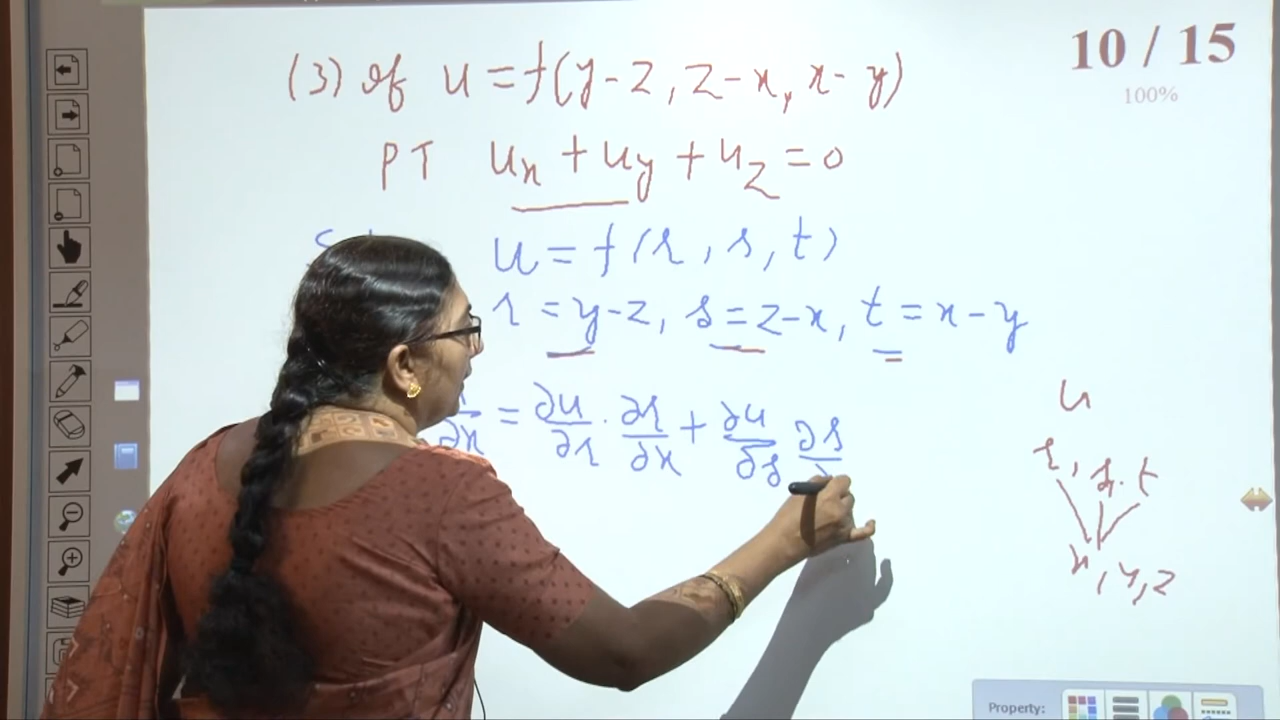 (3) If u = f(y-z, z-x, x-y)
PT ux + uy + uz = 0
u = f(r, s, t)
r = y-z, s = z-x, t = x-y
∂x = ∂u/∂r · ∂r/∂x + ∂u/∂s ∂s/∂
u
r, s, t
x, y, z
10 / 15
100%
Property: